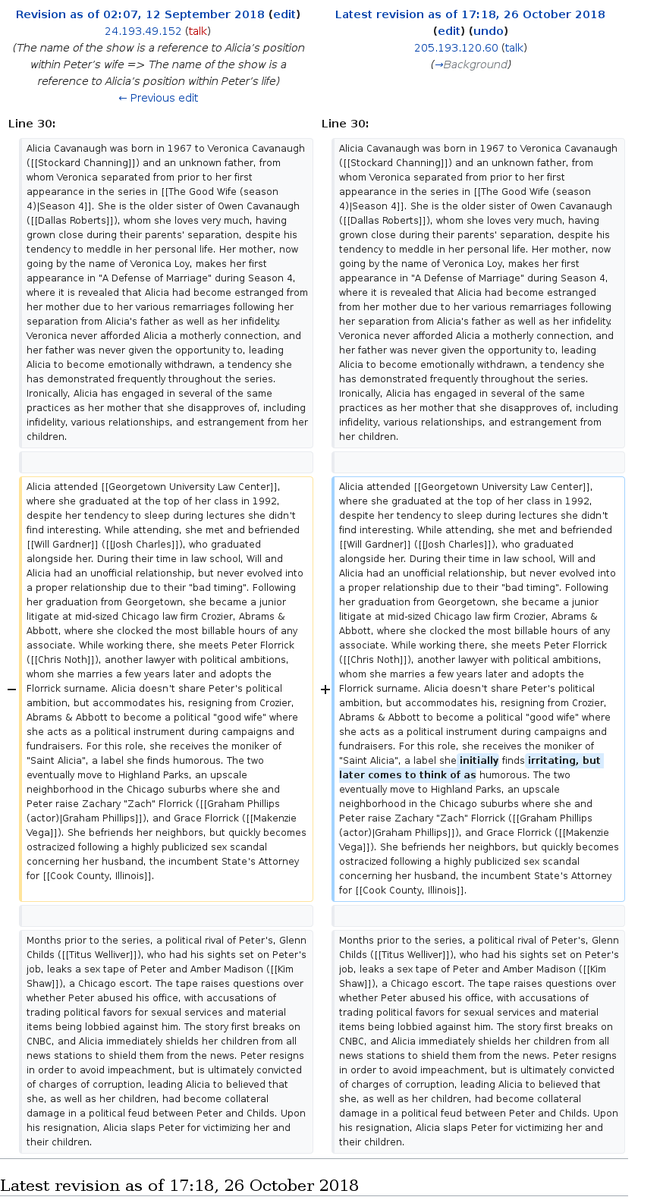 Revision as of 02:07, 12 September 2018 (edit)
24.193.49.152 (talk)
(The name of the show is a reference to Alicia's position
within Peter's wife => The name of the show is a
reference to Alicia's position within Peter's life)
← Previous edit
Latest revision as of 17:18, 26 October 2018
(edit) (undo)
205.193.120.60 (talk)
(→Background)
Line 30:
Line 30:
Alicia Cavanaugh was born in 1967 to Veronica Cavanaugh
([[Stockard Channing]]) and an unknown father, from
whom Veronica separated from prior to her first
appearance in the series in [[The Good Wife (season
4)|Season 4]]. She is the older sister of Owen Cavanaugh
([[Dallas Roberts]]), whom she loves very much, having
grown close during their parents' separation, despite his
tendency to meddle in her personal life. Her mother, now
going by the name of Veronica Loy, makes her first
appearance in "A Defense of Marriage" during Season 4,
where it is revealed that Alicia had become estranged from
her mother due to her various remarriages following her
separation from Alicia's father as well as her infidelity.
Veronica never afforded Alicia a motherly connection, and
her father was never given the opportunity to, leading
Alicia to become emotionally withdrawn, a tendency she
has demonstrated frequently throughout the series.
Ironically, Alicia has engaged in several of the same
practices as her mother that she disapproves of, including
infidelity, various relationships, and estrangement from her
children.
Alicia Cavanaugh was born in 1967 to Veronica Cavanaugh
([[Stockard Channing]]) and an unknown father, from
whom Veronica separated from prior to her first
appearance in the series in [[The Good Wife (season
4)|Season 4]]. She is the older sister of Owen Cavanaugh
([[Dallas Roberts]]), whom she loves very much, having
grown close during their parents' separation, despite his
tendency to meddle in her personal life. Her mother, now
going by the name of Veronica Loy, makes her first
appearance in "A Defense of Marriage" during Season 4,
where it is revealed that Alicia had become estranged
from her mother due to her various remarriages following
her separation from Alicia's father as well as her infidelity.
Veronica never afforded Alicia a motherly connection, and
her father was never given the opportunity to, leading
Alicia to become emotionally withdrawn, a tendency she
has demonstrated frequently throughout the series.
Ironically, Alicia has engaged in several of the same
practices as her mother that she disapproves of, including
infidelity, various relationships, and estrangement from
her children.
−
Alicia attended [[Georgetown University Law Center]],
where she graduated at the top of her class in 1992,
despite her tendency to sleep during lectures she didn't
find interesting. While attending, she met and befriended
[[Will Gardner]] ([[Josh Charles]]), who graduated
alongside her. During their time in law school, Will and
Alicia had an unofficial relationship, but never evolved into
a proper relationship due to their "bad timing". Following
her graduation from Georgetown, she became a junior
litigate at mid-sized Chicago law firm Crozier, Abrams &
Abbott, where she clocked the most billable hours of any
associate. While working there, she meets Peter Florrick
([[Chris Noth]]), another lawyer with political ambitions,
whom she marries a few years later and adopts the
Florrick surname. Alicia doesn't share Peter's political
ambition, but accommodates his, resigning from Crozier,
Abrams & Abbott to become a political "good wife" where
she acts as a political instrument during campaigns and
fundraisers. For this role, she receives the moniker of
"Saint Alicia", a label she finds humorous. The two
eventually move to Highland Parks, an upscale
neighborhood in the Chicago suburbs where she and
Peter raise Zachary "Zach" Florrick ([[Graham Phillips
(actor)|Graham Phillips]]), and Grace Florrick ([[Makenzie
Vega]]). She befriends her neighbors, but quickly becomes
ostracized following a highly publicized sex scandal
concerning her husband, the incumbent State's Attorney
for [[Cook County, Illinois]].
+
Alicia attended [[Georgetown University Law Center]],
where she graduated at the top of her class in 1992,
despite her tendency to sleep during lectures she didn't
find interesting. While attending, she met and befriended
[[Will Gardner]] ([[Josh Charles]]), who graduated
alongside her. During their time in law school, Will and
Alicia had an unofficial relationship, but never evolved into
a proper relationship due to their "bad timing". Following
her graduation from Georgetown, she became a junior
litigate at mid-sized Chicago law firm Crozier, Abrams &
Abbott, where she clocked the most billable hours of any
associate. While working there, she meets Peter Florrick
([[Chris Noth]]), another lawyer with political ambitions,
whom she marries a few years later and adopts the
Florrick surname. Alicia doesn't share Peter's political
ambition, but accommodates his, resigning from Crozier,
Abrams & Abbott to become a political "good wife" where
she acts as a political instrument during campaigns and
fundraisers. For this role, she receives the moniker of
"Saint Alicia", a label she initially finds irritating, but
later comes to think of as humorous. The two
eventually move to Highland Parks, an upscale
neighborhood in the Chicago suburbs where she and
Peter raise Zachary "Zach" Florrick ([[Graham Phillips
(actor)|Graham Phillips]]), and Grace Florrick ([[Makenzie
Vega]]). She befriends her neighbors, but quickly becomes
ostracized following a highly publicized sex scandal
concerning her husband, the incumbent State's Attorney
for [[Cook County, Illinois]].
Months prior to the series, a political rival of Peter's, Glenn
Childs ([[Titus Welliver]]), who had his sights set on Peter's
job, leaks a sex tape of Peter and Amber Madison ([[Kim
Shaw]]), a Chicago escort. The tape raises questions over
whether Peter abused his office, with accusations of
trading political favors for sexual services and material
items being lobbied against him. The story first breaks on
CNBC, and Alicia immediately shields her children from all
news stations to shield them from the news. Peter resigns
in order to avoid impeachment, but is ultimately convicted
of charges of corruption, leading Alicia to believed that
she, as well as her children, had become collateral
damage in a political feud between Peter and Childs. Upon
his resignation, Alicia slaps Peter for victimizing her and
their children.
Months prior to the series, a political rival of Peter's, Glenn
Childs ([[Titus Welliver]]), who had his sights set on Peter's
job, leaks a sex tape of Peter and Amber Madison ([[Kim
Shaw]]), a Chicago escort. The tape raises questions over
whether Peter abused his office, with accusations of
trading political favors for sexual services and material
items being lobbied against him. The story first breaks on
CNBC, and Alicia immediately shields her children from all
news stations to shield them from the news. Peter resigns
in order to avoid impeachment, but is ultimately convicted
of charges of corruption, leading Alicia to believed that
she, as well as her children, had become collateral
damage in a political feud between Peter and Childs. Upon
his resignation, Alicia slaps Peter for victimizing her and
their children.
Latest revision as of 17:18, 26 October 2018